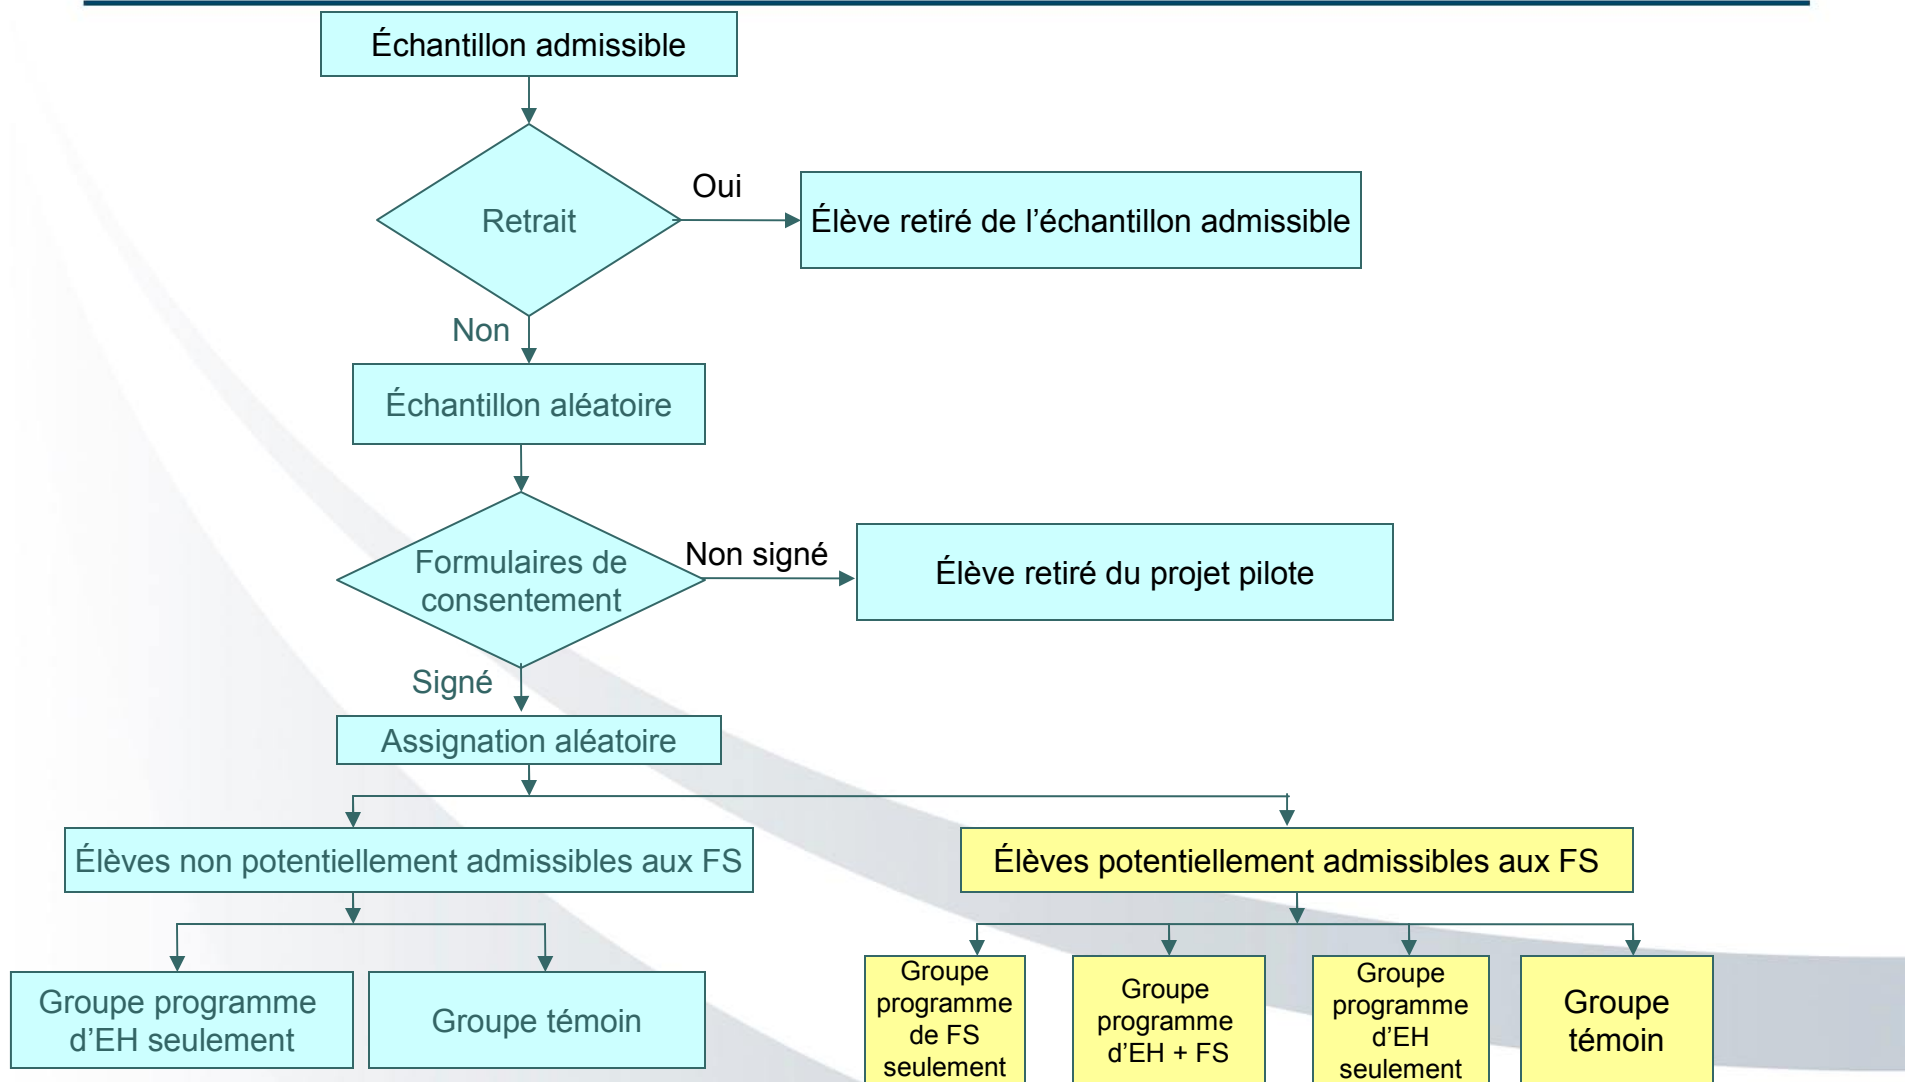 Échantillon admissible
Retrait
Oui
Élève retiré de l’échantillon admissible
Non
Échantillon aléatoire
Formulaires de
consentement
Non signé
Élève retiré du projet pilote
Signé
Assignation aléatoire
Élèves non potentiellement admissibles aux FS
Élèves potentiellement admissibles aux FS
Groupe programme
d’EH seulement
Groupe témoin
Groupe
programme
de FS
seulement
Groupe
programme
d’EH + FS
Groupe
programme
d’EH
seulement
Groupe
témoin